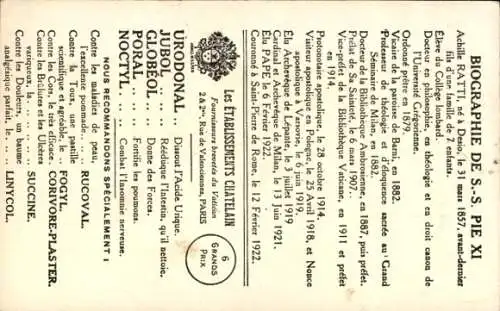 BIOGRAPHIE DE S.-S. PIE XI
Achille RATTI, né à Desio, le 31 mars 1857, avant-dernier
fils d'une famille de 7 enfants.
Élève du Collège lombard.
Docteur en philosophie, en théologie et en droit canon de
l'Université Grégorienne.
Ordonné prêtre en 1879.
Vicaire de la paroisse de Barni, en 1882.
Professeur de théologie et d'éloquence sacrée au Grand
Séminaire de Milan, en 1882.
Docteur de la Bibliothèque Ambrosienne, en 1887, puis préfet.
Prélat de Sa Sainteté, le 6 mars 1907.
Vice-préfet de la Bibliothèque Vaticane, en 1911 et préfet
en 1914.
Protonotaire apostolique, le 28 octobre 1914.
Visiteur apostolique en Pologne, le 25 Avril 1918, et Nonce
apostolique à Varsovie, le 6 juin 1919.
Élu Archevêque de Lépante, le 3 juillet 1919
Cardinal et Archevêque de Milan, le 13 Juin 1921.
Élu PAPE, le 6 Février 1922.
Couronné à Saint-Pierre de Rome, le 12 Février 1922.
Les ÉTABLISSEMENTS CHATELAIN
Fournisseurs brevetés du Vatican
2 & 2bis, Rue de Valenciennes, PARIS
6
GRANDS
PRIX
URODONAL .. Dissout l'Acide Urique.
JUBOL .. .. Rééduque l'Intestin, qu'il nettoie.
GLOBÉOL .. Donne des Forces.
PORAL .. .. Fortifie les poumons.
NOCTYL.. .. Combat l'Insomnie nerveuse.
NOUS RECOMMANDONS SPÉCIALEMENT :
Contre les maladies de peau,
l'excellente pommade.. .. RUCOVAL.
Contre la Toux, une pastille
scientifique et agréable, le .. FOGYL.
Contre les Cors, le très efficace. CORIVORE-PLASTER.
Contre les Brûlures et les Ulcères
variqueux, la .. .. SUCCINE.
Contre les Douleurs, un baume
analgésique parfait, le.. .. LINTCOL.